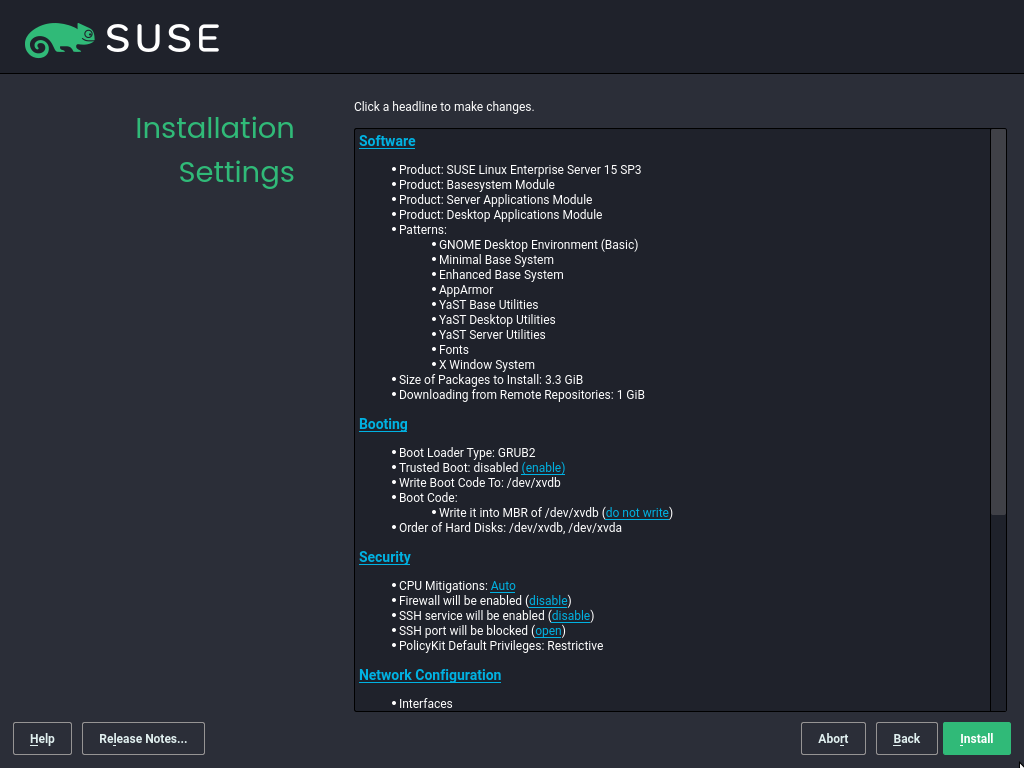 SUSE
Installation
Settings
Click a headline to make changes.
Software
• Product: SUSE Linux Enterprise Server 15 SP3
• Product: Basesystem Module
• Product: Server Applications Module
• Product: Desktop Applications Module
• Patterns:
• GNOME Desktop Environment (Basic)
• Minimal Base System
• Enhanced Base System
• AppArmor
• YaST Base Utilities
• YaST Desktop Utilities
• YaST Server Utilities
• Fonts
• X Window System
• Size of Packages to Install: 3.3 GiB
• Downloading from Remote Repositories: 1 GiB
Booting
• Boot Loader Type: GRUB2
• Trusted Boot: disabled (enable)
• Write Boot Code To: /dev/xvdb
• Boot Code:
• Write it into MBR of /dev/xvdb (do not write)
• Order of Hard Disks: /dev/xvdb, /dev/xvda
Security
• CPU Mitigations: Auto
• Firewall will be enabled (disable)
• SSH service will be enabled (disable)
• SSH port will be blocked (open)
• PolicyKit Default Privileges: Restrictive
Network Configuration
• Interfaces
Help Release Notes... Abort Back Install